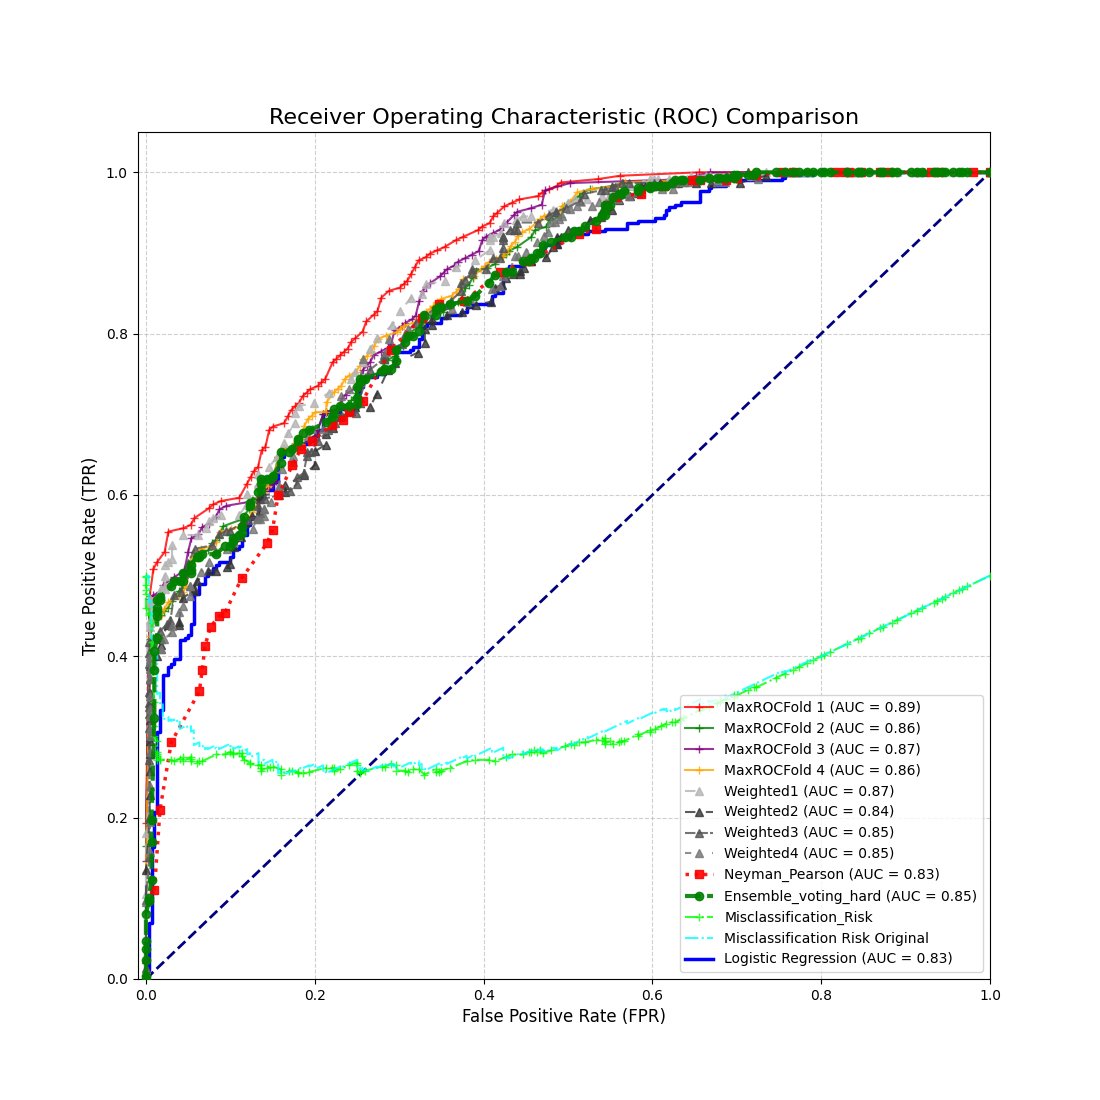 Receiver Operating Characteristic (ROC) Comparison
1.0
0.8
0.6
0.4
0.2
0.0
True Positive Rate (TPR)
MaxROCFold 1 (AUC = 0.89)
MaxROCFold 2 (AUC = 0.86)
MaxROCFold 3 (AUC = 0.87)
MaxROCFold 4 (AUC = 0.86)
Weighted1 (AUC = 0.87)
Weighted2 (AUC = 0.84)
Weighted3 (AUC = 0.85)
Weighted4 (AUC = 0.85)
Neyman_Pearson (AUC = 0.83)
Ensemble_voting_hard (AUC = 0.85)
Misclassification_Risk
Misclassification Risk Original
Logistic Regression (AUC = 0.83)
0.0 0.2 0.4 0.6 0.8 1.0
False Positive Rate (FPR)